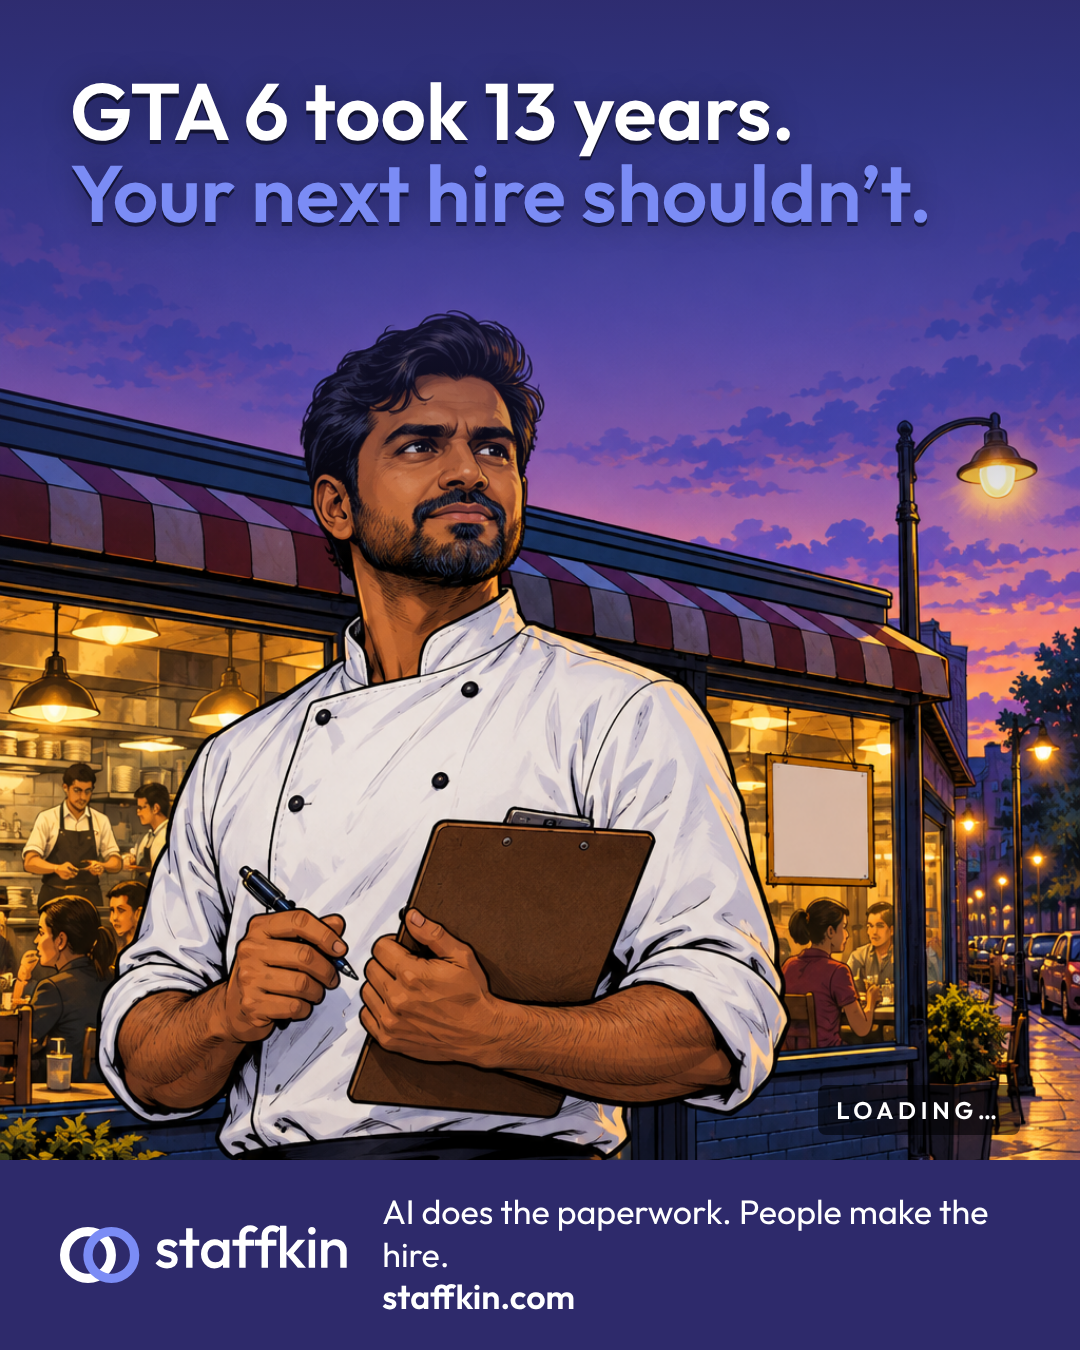 GTA 6 took 13 years.
Your next hire shouldn’t.
LOADING…
staffkin
AI does the paperwork. People make the
hire.
staffkin.com